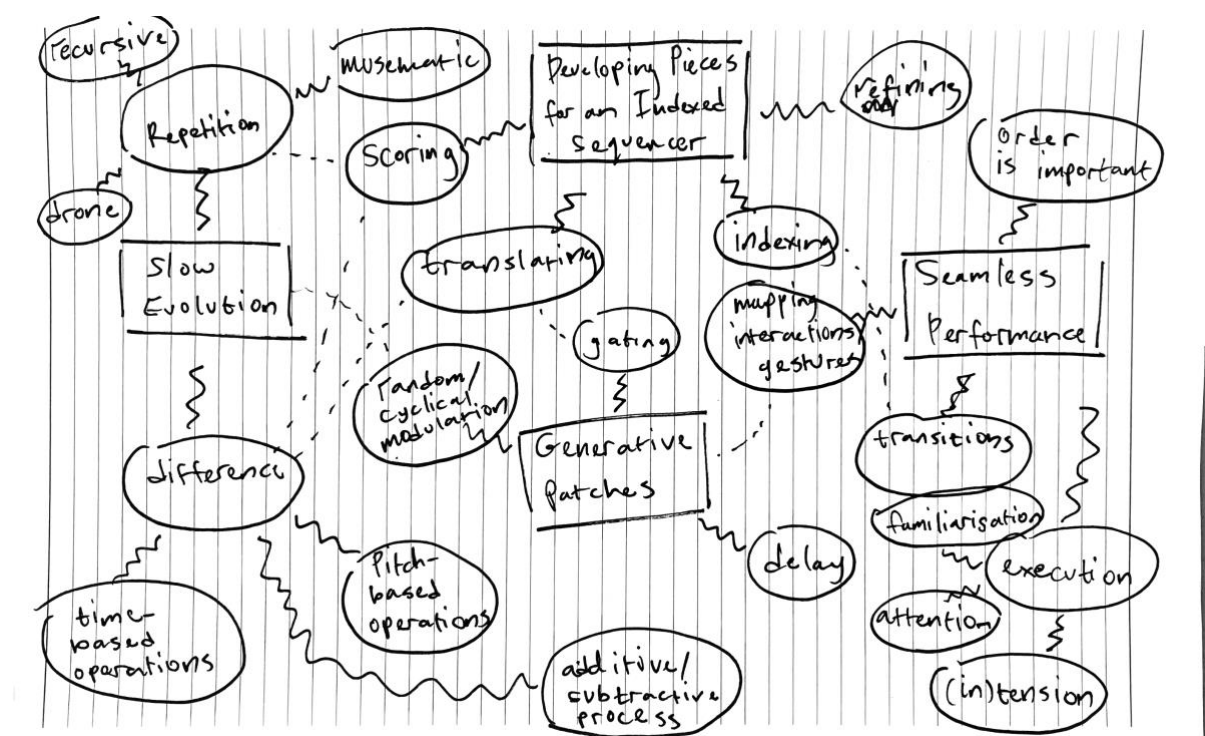 recursive
musematic
Repetition
Scoring
Developing Pieces
for an Indexed
sequencer
refining
order
is important
drone
Slow
Evolution
translating
indexing
mapping
interactions/
gestures
Seamless
Performance
gating
random/
cyclical
modulation
Generative
Patches
transitions
familiarisation
execution
attention
(in)tension
difference
delay
Pitch-
based
operations
time-
based
operations
additive/
subtractive
process